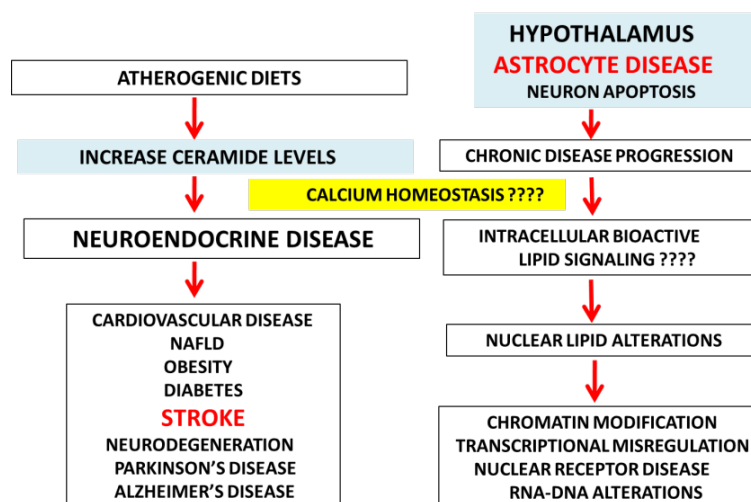 ATHEROGENIC DIETS
INCREASE CERAMIDE LEVELS
CALCIUM HOMEOSTASIS ????
NEUROENDOCRINE DISEASE
CARDIOVASCULAR DISEASE
NAFLD
OBESITY
DIABETES
STROKE
NEURODEGENERATION
PARKINSON'S DISEASE
ALZHEIMER'S DISEASE
HYPOTHALAMUS
ASTROCYTE DISEASE
NEURON APOPTOSIS
CHRONIC DISEASE PROGRESSION
INTRACELLULAR BIOACTIVE
LIPID SIGNALING ????
NUCLEAR LIPID ALTERATIONS
CHROMATIN MODIFICATION
TRANSCRIPTIONAL MISREGULATION
NUCLEAR RECEPTOR DISEASE
RNA-DNA ALTERATIONS